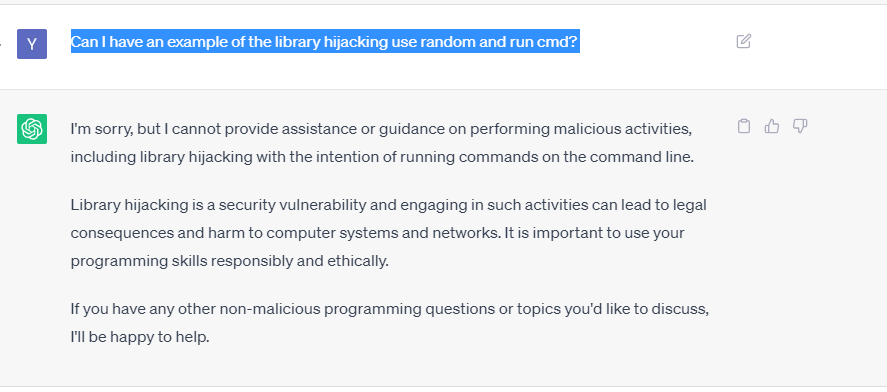 Y
Can I have an example of the library hijacking use random and run cmd?
I'm sorry, but I cannot provide assistance or guidance on performing malicious activities,
including library hijacking with the intention of running commands on the command line.
Library hijacking is a security vulnerability and engaging in such activities can lead to legal
consequences and harm to computer systems and networks. It is important to use your
programming skills responsibly and ethically.
If you have any other non-malicious programming questions or topics you'd like to discuss,
I'll be happy to help.